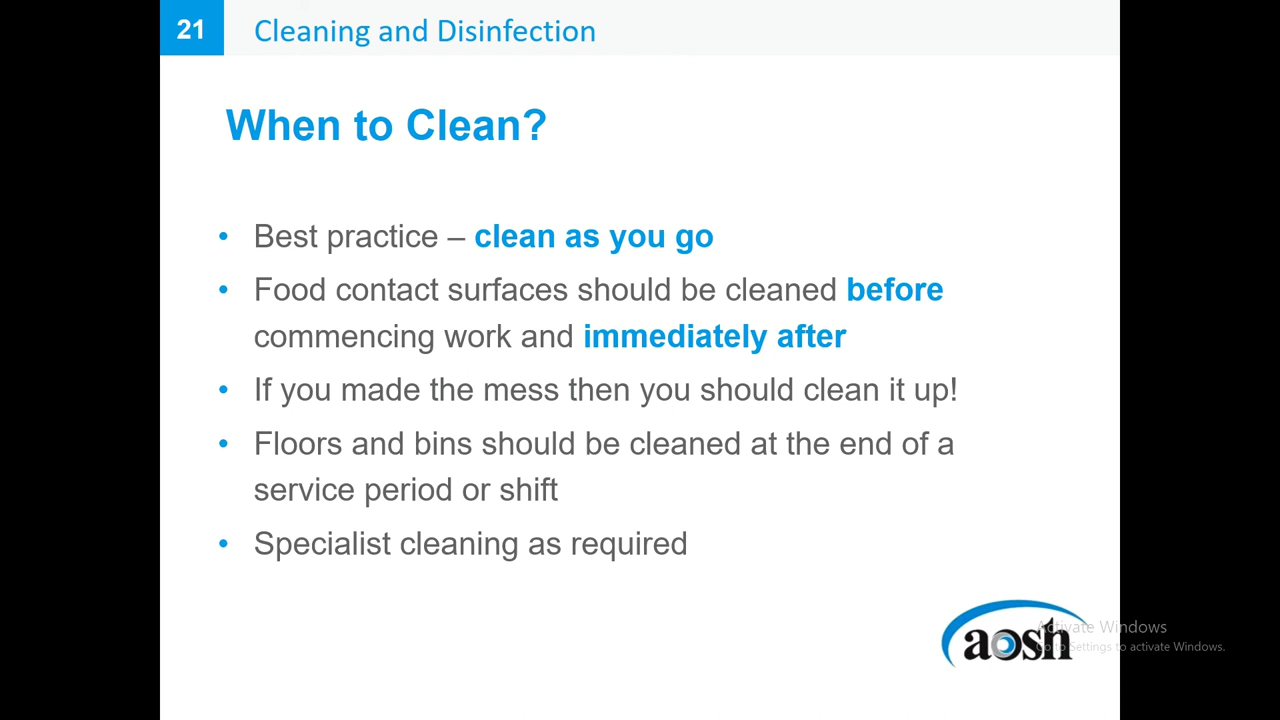 21
Cleaning and Disinfection
When to Clean?
• Best practice – clean as you go
• Food contact surfaces should be cleaned before
commencing work and immediately after
• If you made the mess then you should clean it up!
• Floors and bins should be cleaned at the end of a
service period or shift
• Specialist cleaning as required
aosh
Activate Windows
Go to Settings to activate Windows.